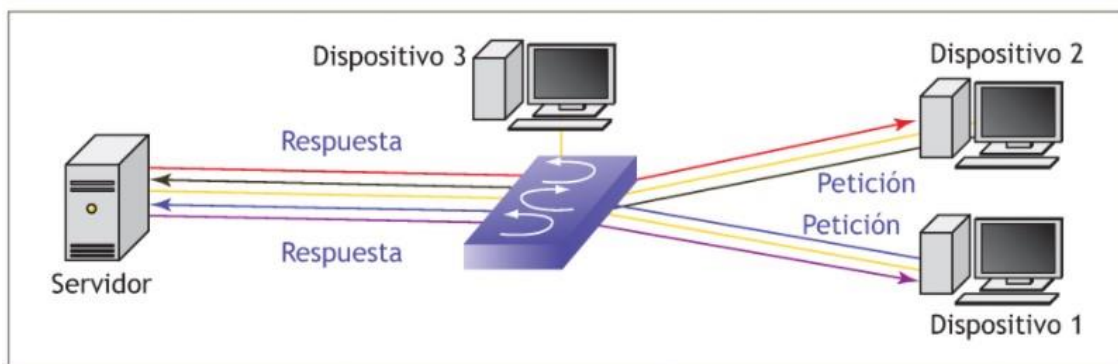 Dispositivo 3
Dispositivo 2
Respuesta
Petición
Petición
Respuesta
Servidor
Dispositivo 1